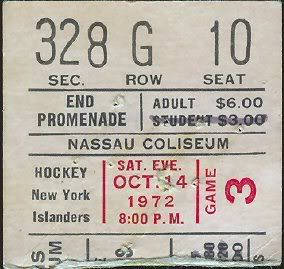 328 G 10
SEC. ROW SEAT
END PROMENADE
ADULT $6.00
STUDENT $3.00
NASSAU COLISEUM
HOCKEY
New York
Islanders
SAT. EVE.
OCT. 14
1972
8:00 P.M.
GAME 3